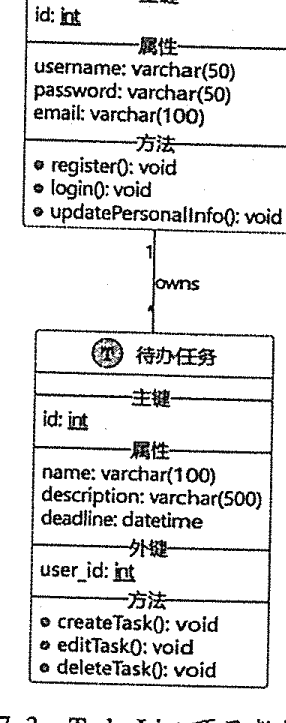 主键
id: int
属性
username: varchar(50)
password: varchar(50)
email: varchar(100)
方法
register(): void
login(): void
updatePersonalInfo(): void
1
owns
*
T 待办任务
主键
id: int
属性
name: varchar(100)
description: varchar(500)
deadline: datetime
外键
user_id: int
方法
createTask(): void
editTask(): void
deleteTask(): void